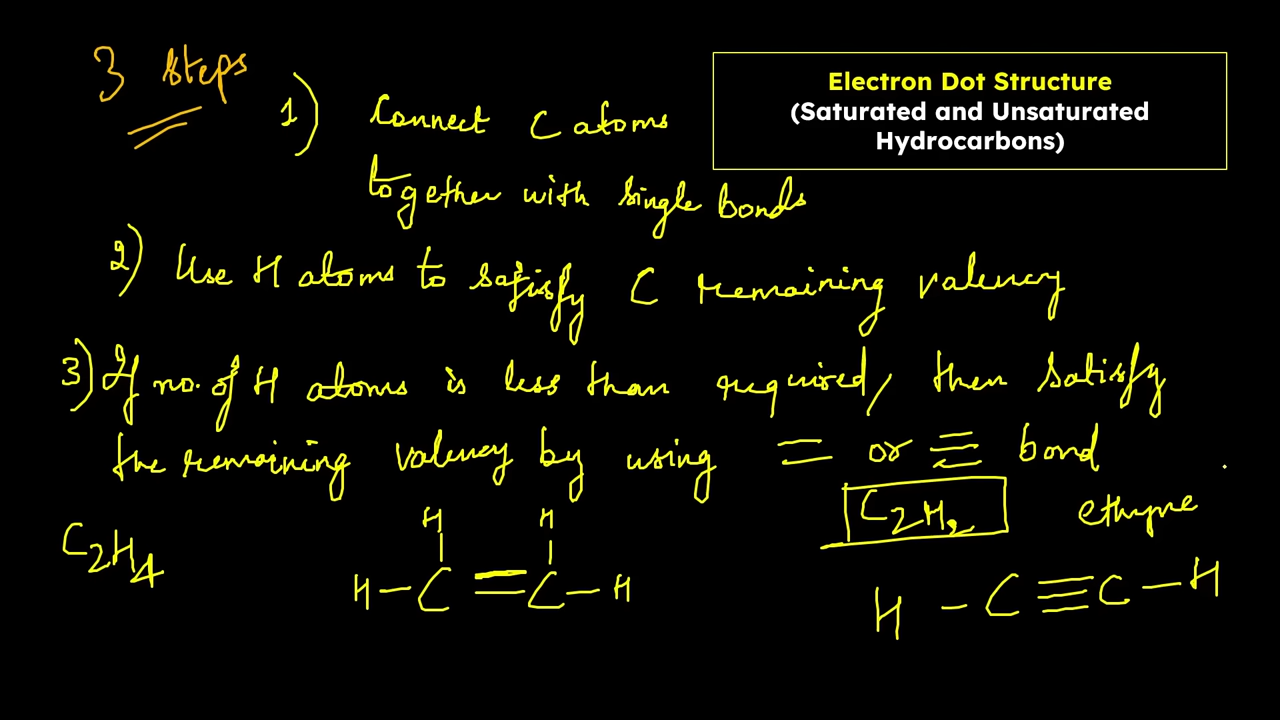 3 steps
Electron Dot Structure
(Saturated and Unsaturated
Hydrocarbons)
1) Connect C atoms
together with single bonds
2) Use H atoms to satisfy C remaining valency
3) If no. of H atoms is less than required, then satisfy
the remaining valency by using = or ≡ bond
C2H2 ethyne
C2H4
H H
H-C=C-H
H-C≡C-H